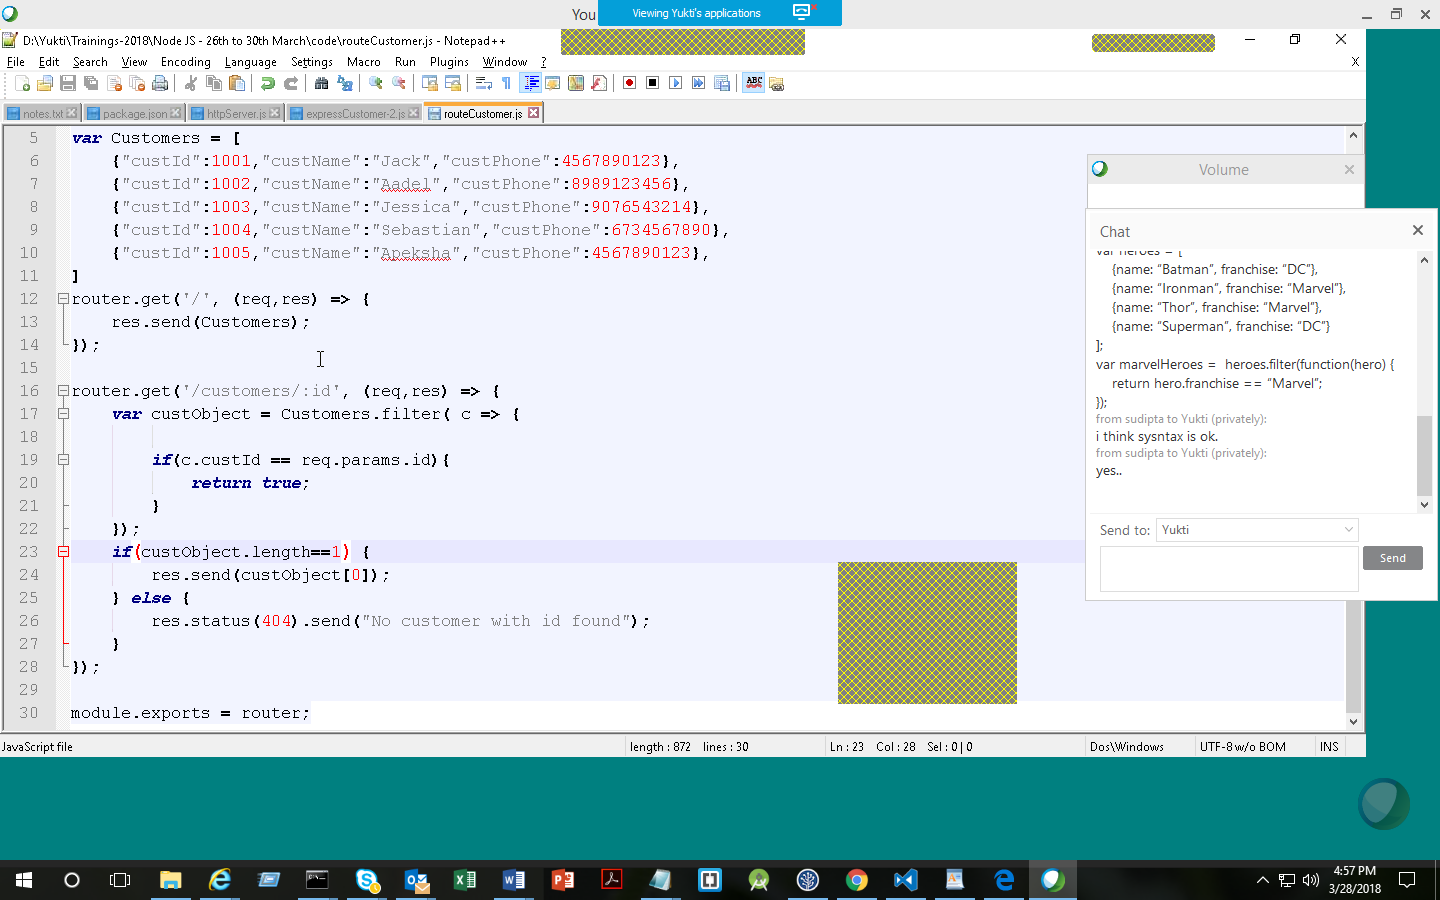 You
Viewing Yukti's applications
D:\Yukti\Trainings-2018\Node JS - 26th to 30th March\code\routeCustomer.js - Notepad++
File Edit Search View Encoding Language Settings Macro Run Plugins Window ?
X
notes.txt package.json httpServer.js expressCustomer-2.js routeCustomer.js
5 var Customers = [
6 {"custId":1001,"custName":"Jack","custPhone":4567890123},
7 {"custId":1002,"custName":"Aadel","custPhone":8989123456},
8 {"custId":1003,"custName":"Jessica","custPhone":9076543214},
9 {"custId":1004,"custName":"Sebastian","custPhone":6734567890},
10 {"custId":1005,"custName":"Apeksha","custPhone":4567890123},
11 ]
12 router.get('/', (req,res) => {
13 res.send(Customers);
14 });
15
16 router.get('/customers/:id', (req,res) => {
17 var custObject = Customers.filter( c => {
18
19 if(c.custId == req.params.id){
20 return true;
21 }
22 });
23 if(custObject.length==1) {
24 res.send(custObject[0]);
25 } else {
26 res.status(404).send("No customer with id found");
27 }
28 });
29
30 module.exports = router;
JavaScript file length : 872 lines : 30 Ln : 23 Col : 28 Sel : 0 | 0 Dos\Windows UTF-8 w/o BOM INS
Volume
Chat
var heroes = [
{name: “Batman”, franchise: “DC”},
{name: “Ironman”, franchise: “Marvel”},
{name: “Thor”, franchise: “Marvel”},
{name: “Superman”, franchise: “DC”}
];
var marvelHeroes = heroes.filter(function(hero) {
return hero.franchise == “Marvel”;
});
from sudipta to Yukti (privately):
i think sysntax is ok.
from sudipta to Yukti (privately):
yes..
Send to: Yukti
Send
4:57 PM
3/28/2018